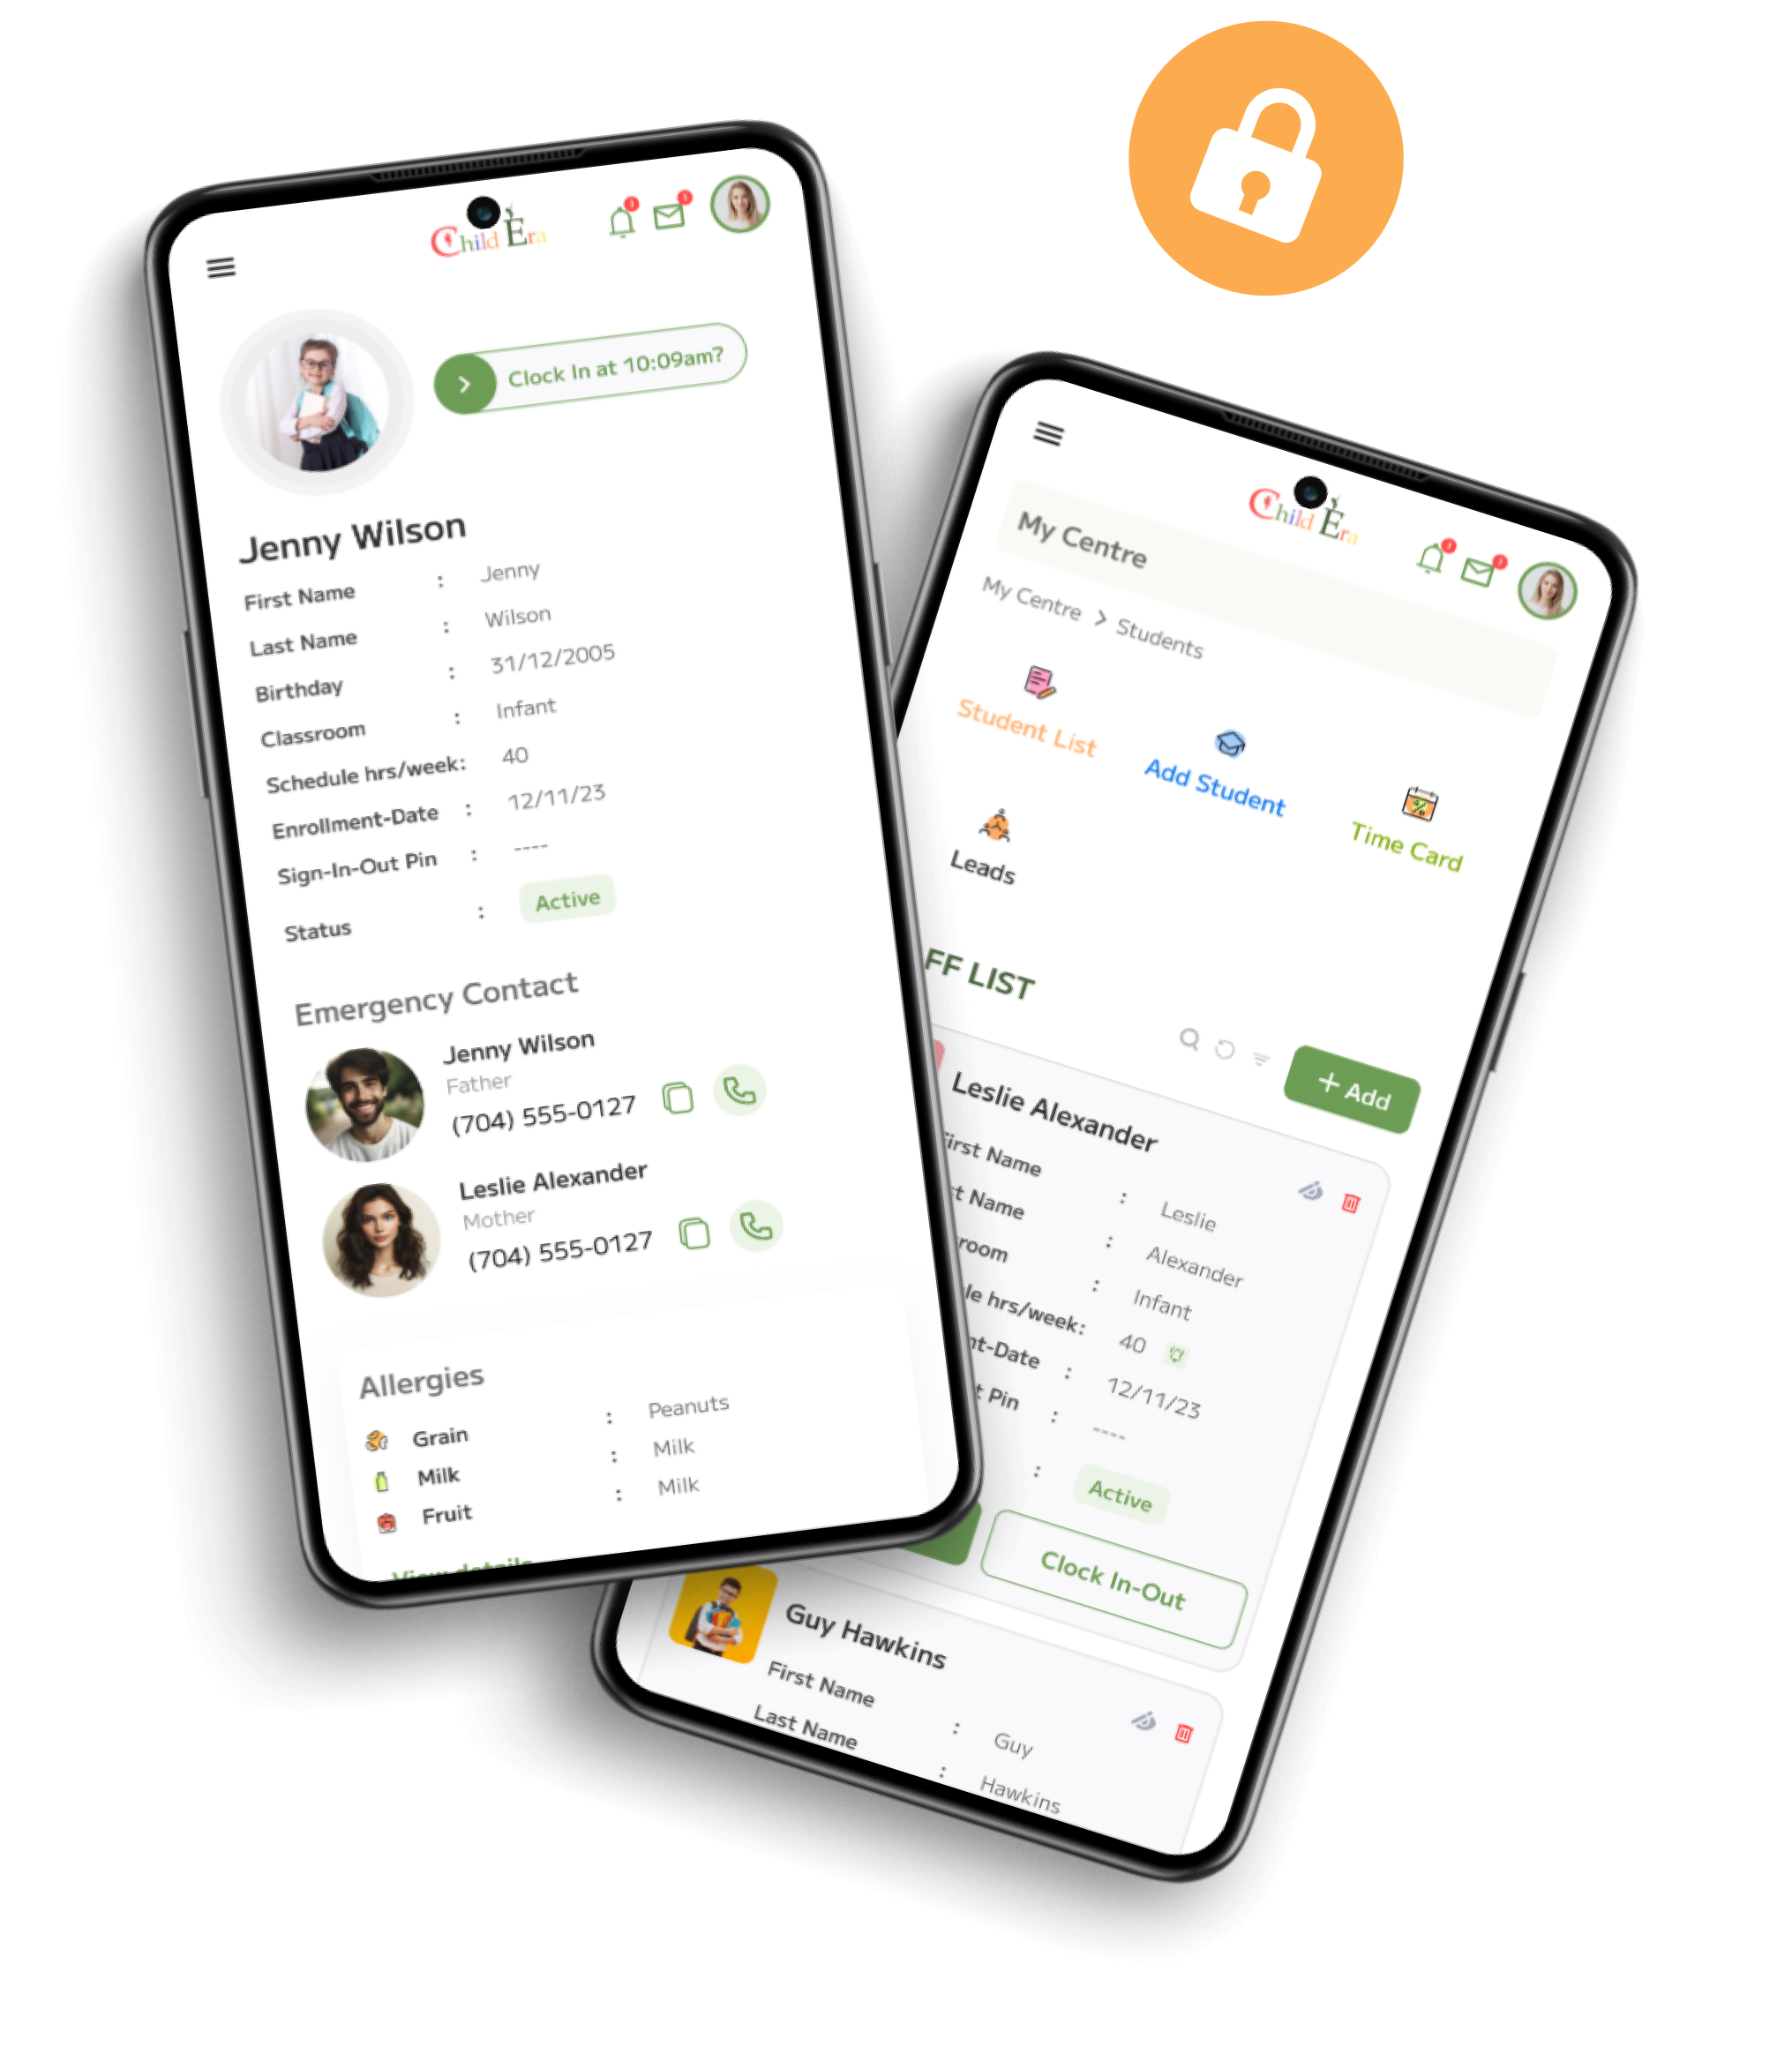 Child Era
Clock In at 10:09am?
Jenny Wilson
First Name : Jenny
Last Name : Wilson
Birthday : 31/12/2005
Classroom : Infant
Schedule hrs/week: 40
Enrollment-Date : 12/11/23
Sign-In-Out Pin : ----
Status : Active
Emergency Contact
Jenny Wilson
Father
(704) 555-0127
Leslie Alexander
Mother
(704) 555-0127
Allergies
Grain : Peanuts
Milk : Milk
Fruit : Milk
View details
Child Era
My Centre
My Centre > Students
Student List
Add Student
Time Card
Leads
FF LIST
+ Add
Leslie Alexander
irst Name : Leslie
t Name : Alexander
room : Infant
le hrs/week: 40
nt-Date : 12/11/23
t Pin : ----
: Active
Clock In-Out
Guy Hawkins
First Name : Guy
Last Name : Hawkins